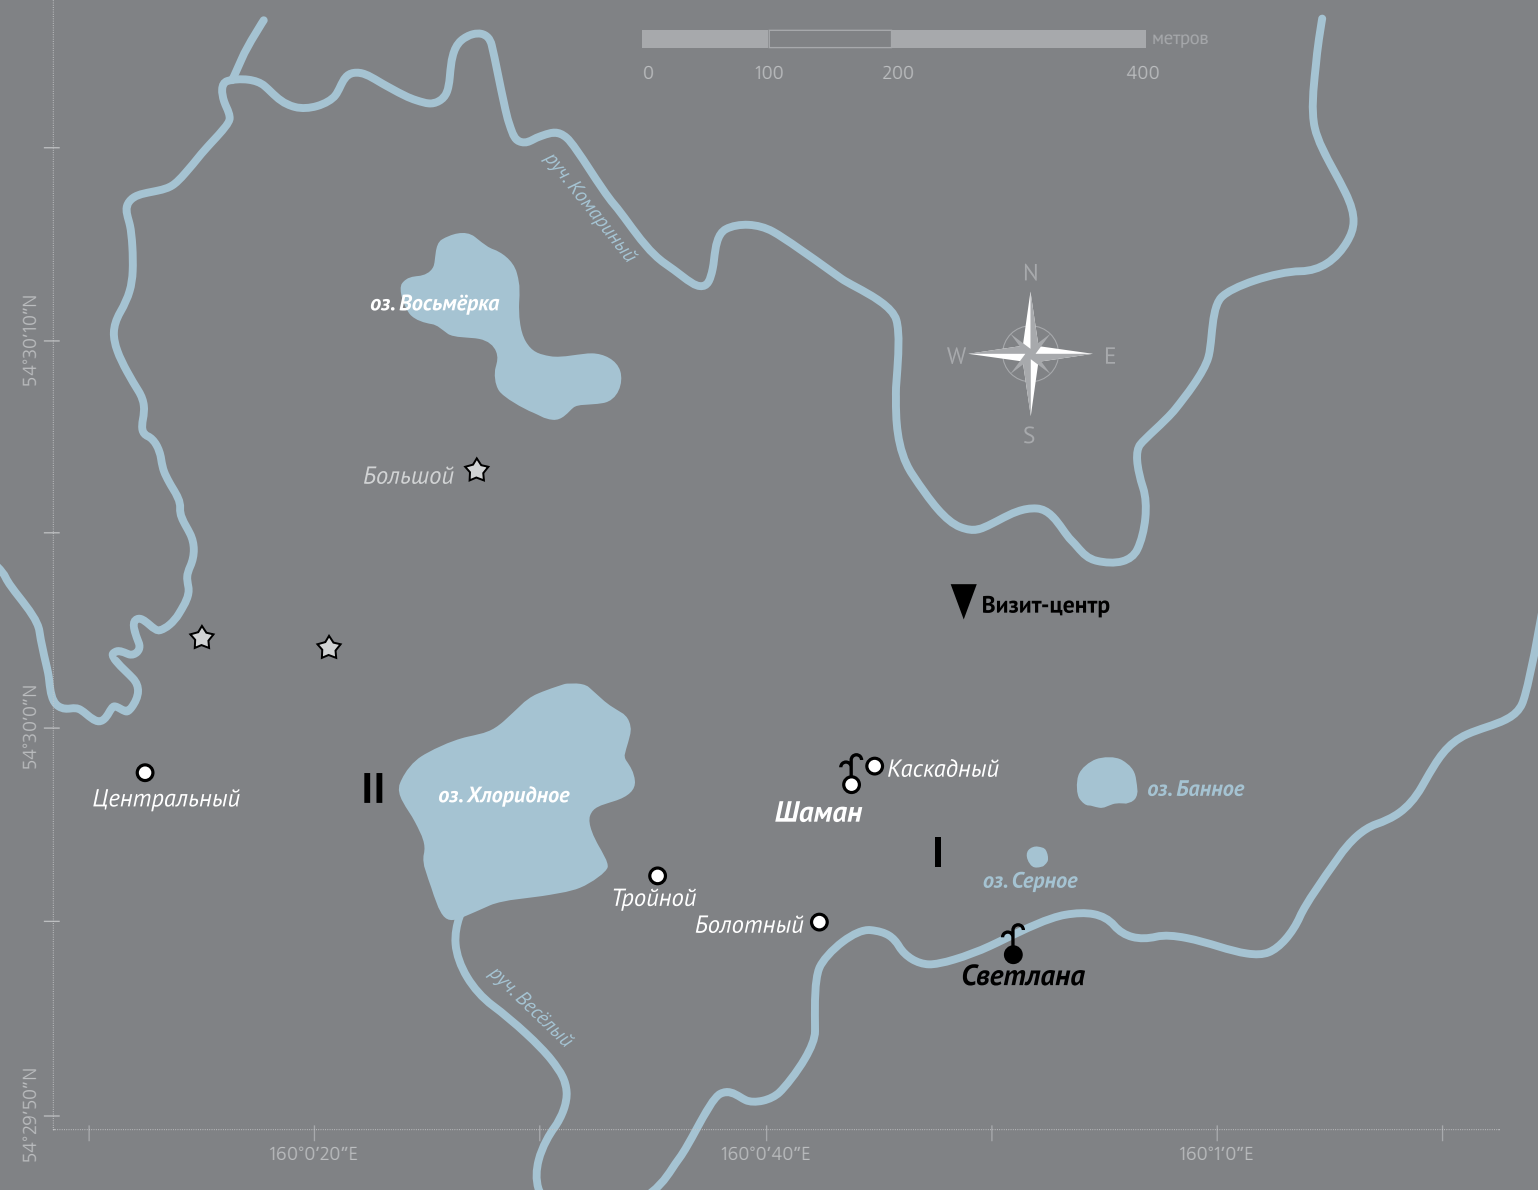 метров
0 100 200 400
руч. Комариный
N
оз. Восьмёрка
54°30′10″N
W E
S
Большой
Визит-центр
54°30′0″N
Каскадный
оз. Банное
Центральный
II
оз. Хлоридное
Шаман
I
оз. Серное
Тройной
Болотный
Светлана
руч. Весёлый
54°29′50″N
160°0′20″E 160°0′40″E 160°1′0″E